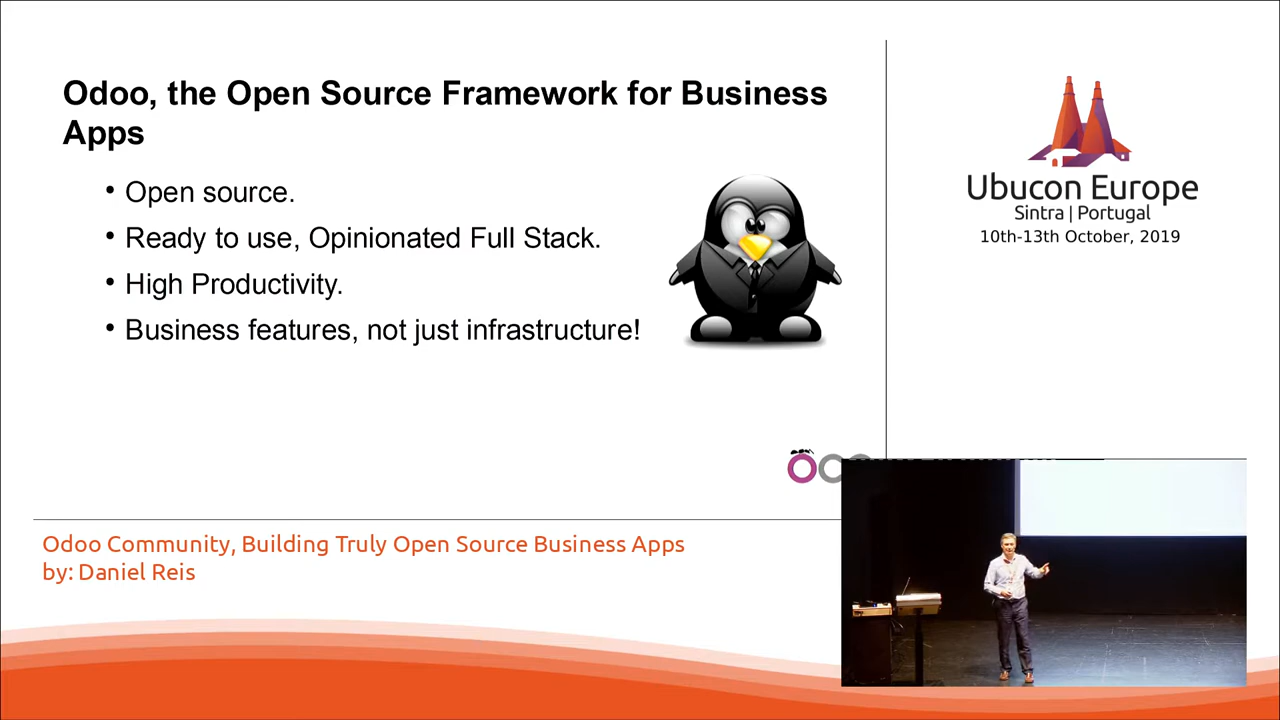 Odoo, the Open Source Framework for Business
Apps
• Open source.
• Ready to use, Opinionated Full Stack.
• High Productivity.
• Business features, not just infrastructure!
Ubucon Europe
Sintra | Portugal
10th-13th October, 2019
Odoo Community, Building Truly Open Source Business Apps
by: Daniel Reis